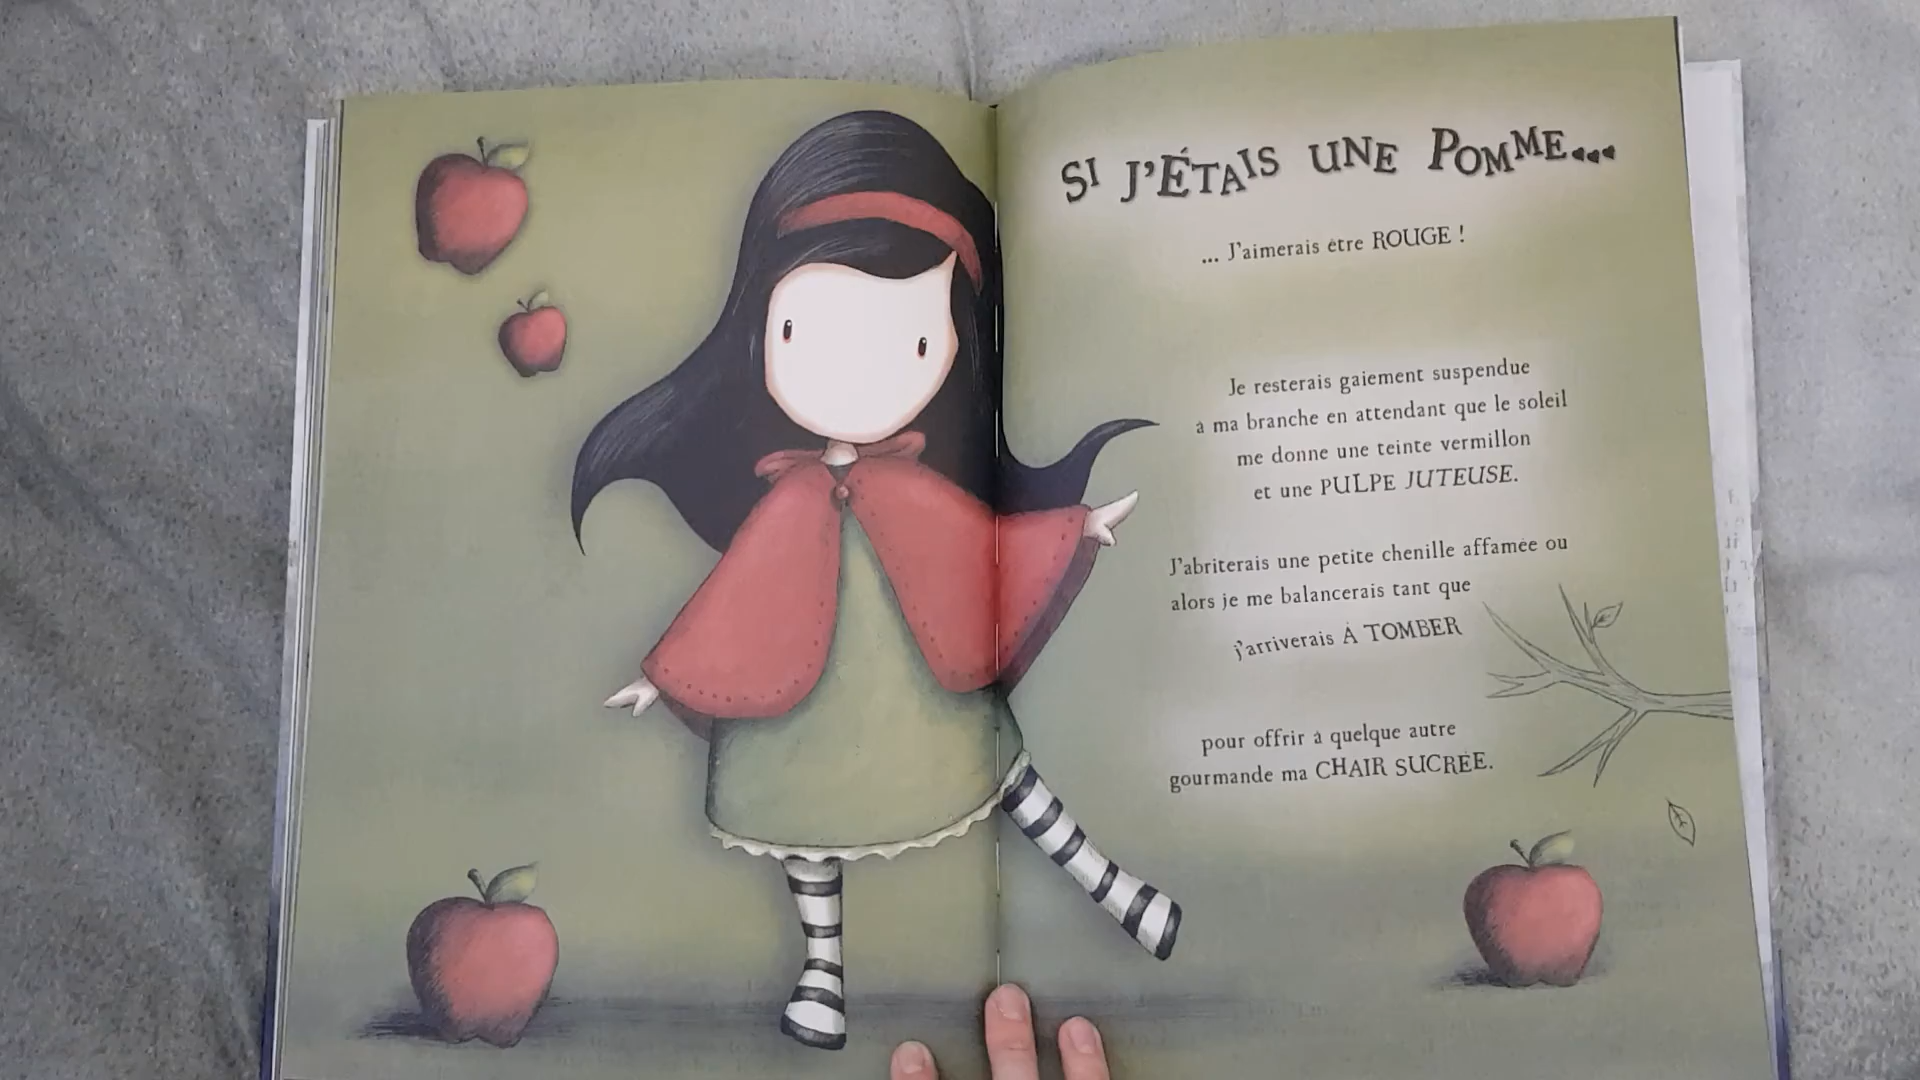 SI J'ÉTAIS UNE POMME...
... J'aimerais être ROUGE !
Je resterais gaiement suspendue
à ma branche en attendant que le soleil
me donne une teinte vermillon
et une PULPE JUTEUSE.
J'abriterais une petite chenille affamée ou
alors je me balancerais tant que
j'arriverais À TOMBER
pour offrir à quelque autre
gourmande ma CHAIR SUCRÉE.